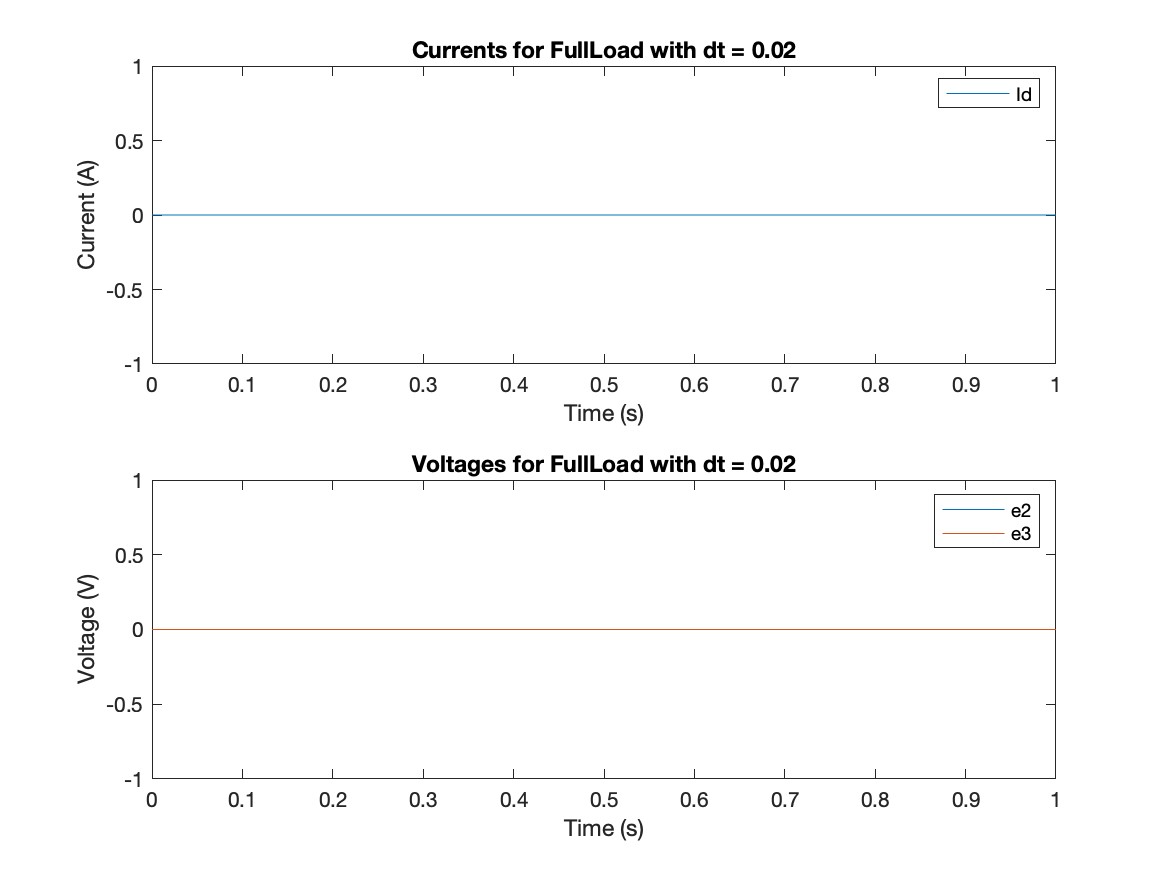 Currents for FullLoad with dt = 0.02
1
0.5
0
-0.5
-1
Current (A)
Id
0 0.1 0.2 0.3 0.4 0.5 0.6 0.7 0.8 0.9 1
Time (s)
Voltages for FullLoad with dt = 0.02
1
0.5
0
-0.5
-1
Voltage (V)
e2
e3
0 0.1 0.2 0.3 0.4 0.5 0.6 0.7 0.8 0.9 1
Time (s)